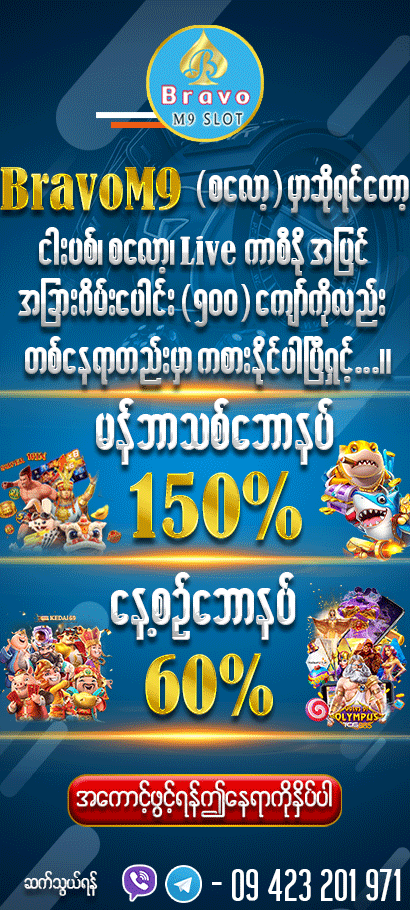 Bravo
M9 SLOT
BravoM9 (စလော့) မှာဆိုရင်တော့
ငါးပစ်၊ စလော့၊ Live ကာစီနို အပြင်
အခြားဂိမ်းပေါင်း (၅၀၀) ကျော်ကိုလည်း
တစ်နေရာတည်းမှာ ကစားနိုင်ပါပြီရှင့်...။
မန်ဘာသစ်ဘောနပ်
150%
နေ့စဉ်ဘောနပ်
60%
KEDAI69
OLYMPUS
အကောင့်ဖွင့်ရန်ဤနေရာကိုနှိပ်ပါ
ဆက်သွယ်ရန် - 09 423 201 971